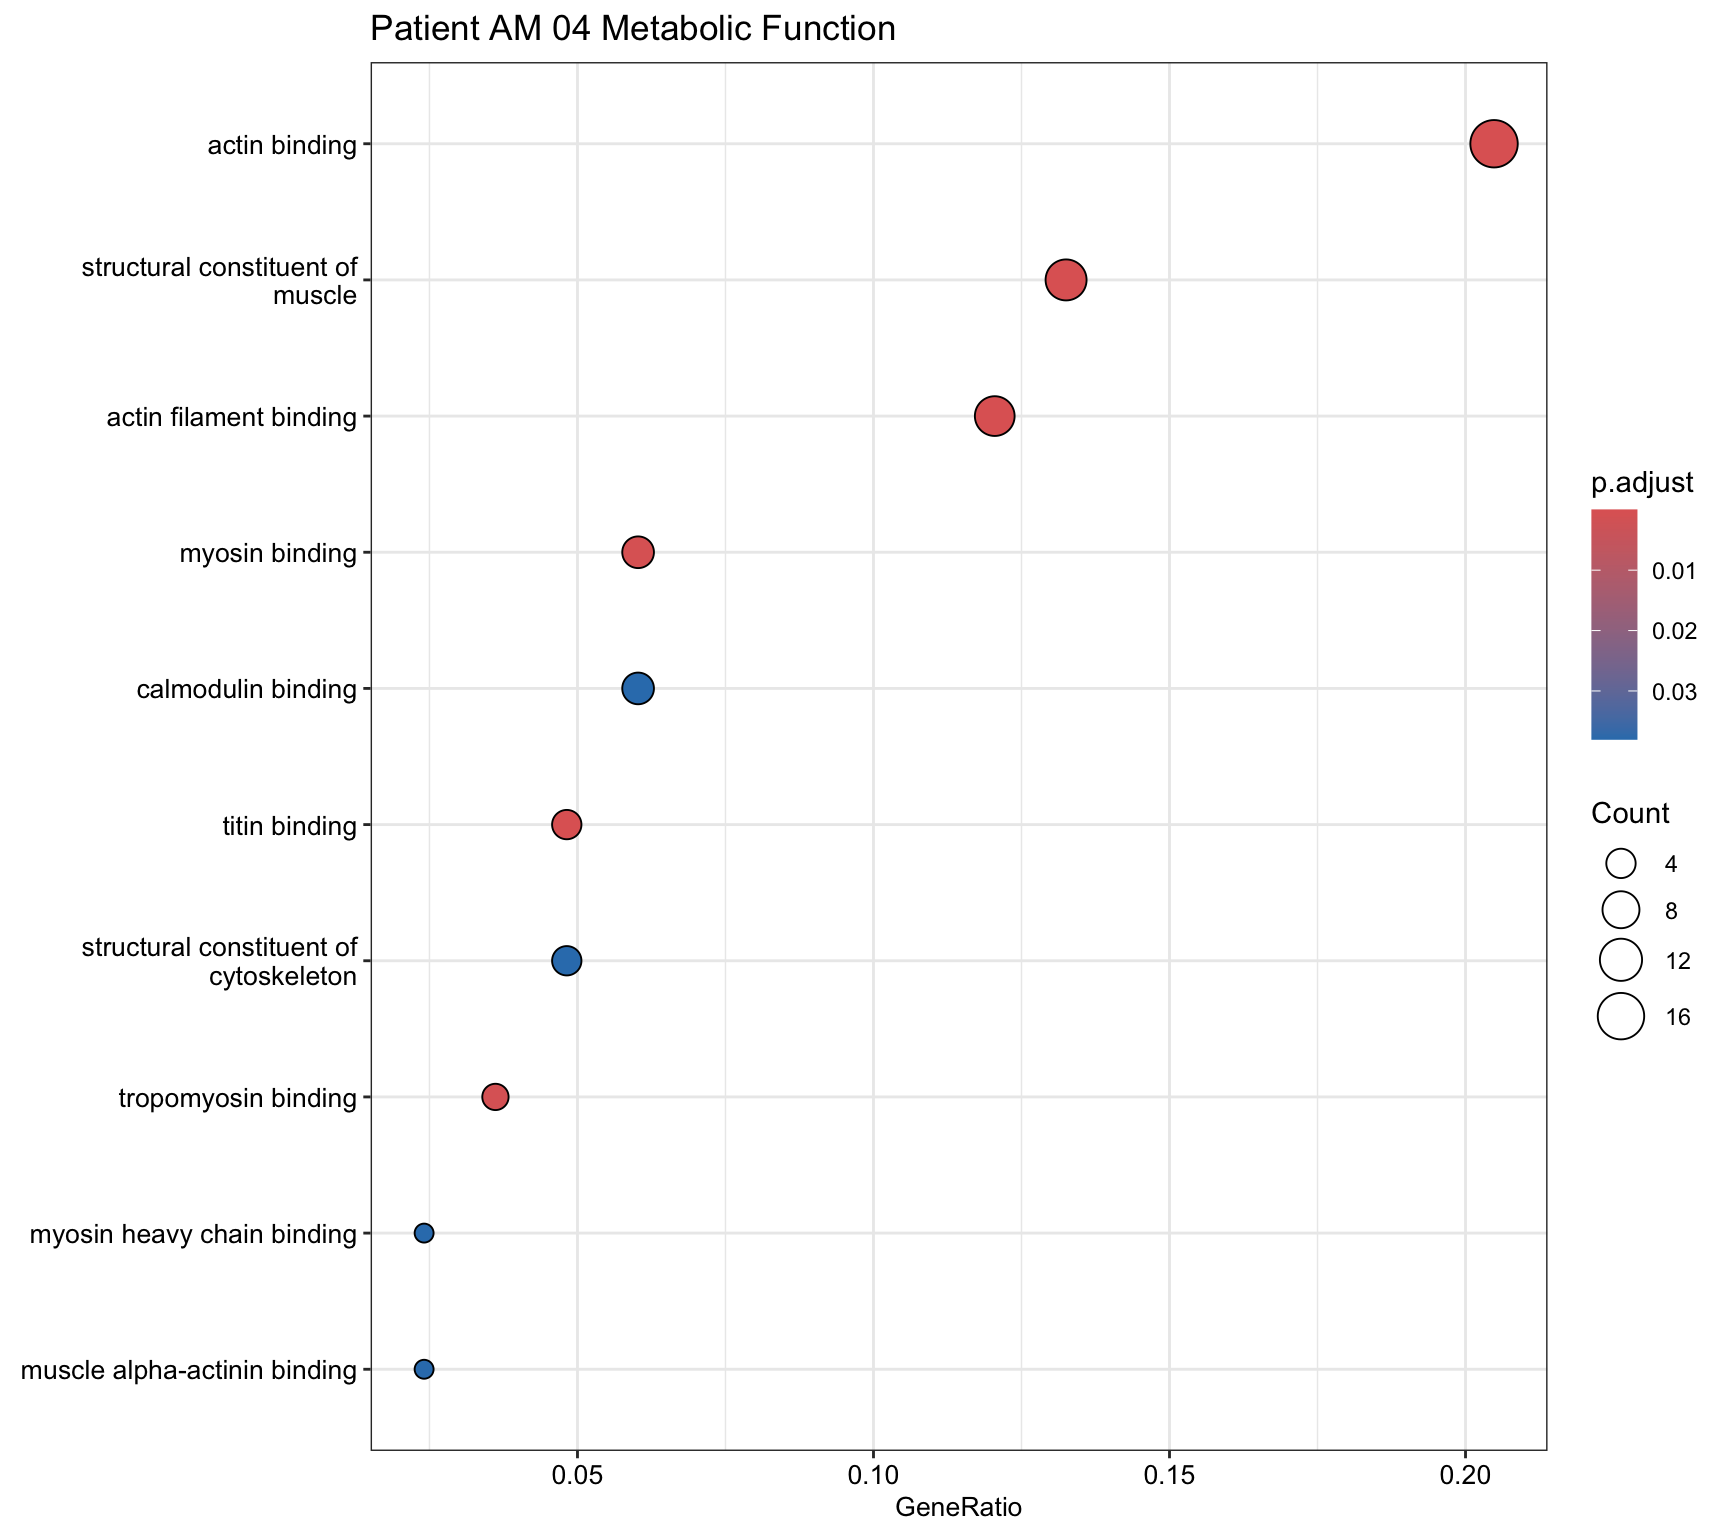 Patient AM 04 Metabolic Function
actin binding
structural constituent of
muscle
actin filament binding
myosin binding
calmodulin binding
titin binding
structural constituent of
cytoskeleton
tropomyosin binding
myosin heavy chain binding
muscle alpha-actinin binding
0.05 0.10 0.15 0.20
GeneRatio
p.adjust
0.01
0.02
0.03
Count
4
8
12
16